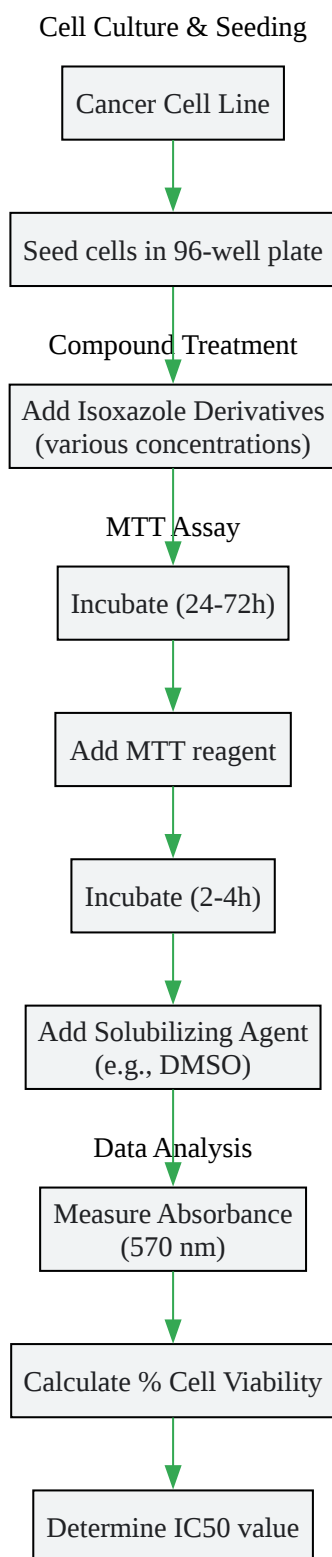 Cell Culture & Seeding
Cancer Cell Line
Seed cells in 96-well plate
Compound Treatment
Add Isoxazole Derivatives
(various concentrations)
MTT Assay
Incubate (24-72h)
Add MTT reagent
Incubate (2-4h)
Add Solubilizing Agent
(e.g., DMSO)
Data Analysis
Measure Absorbance
(570 nm)
Calculate % Cell Viability
Determine IC50 value